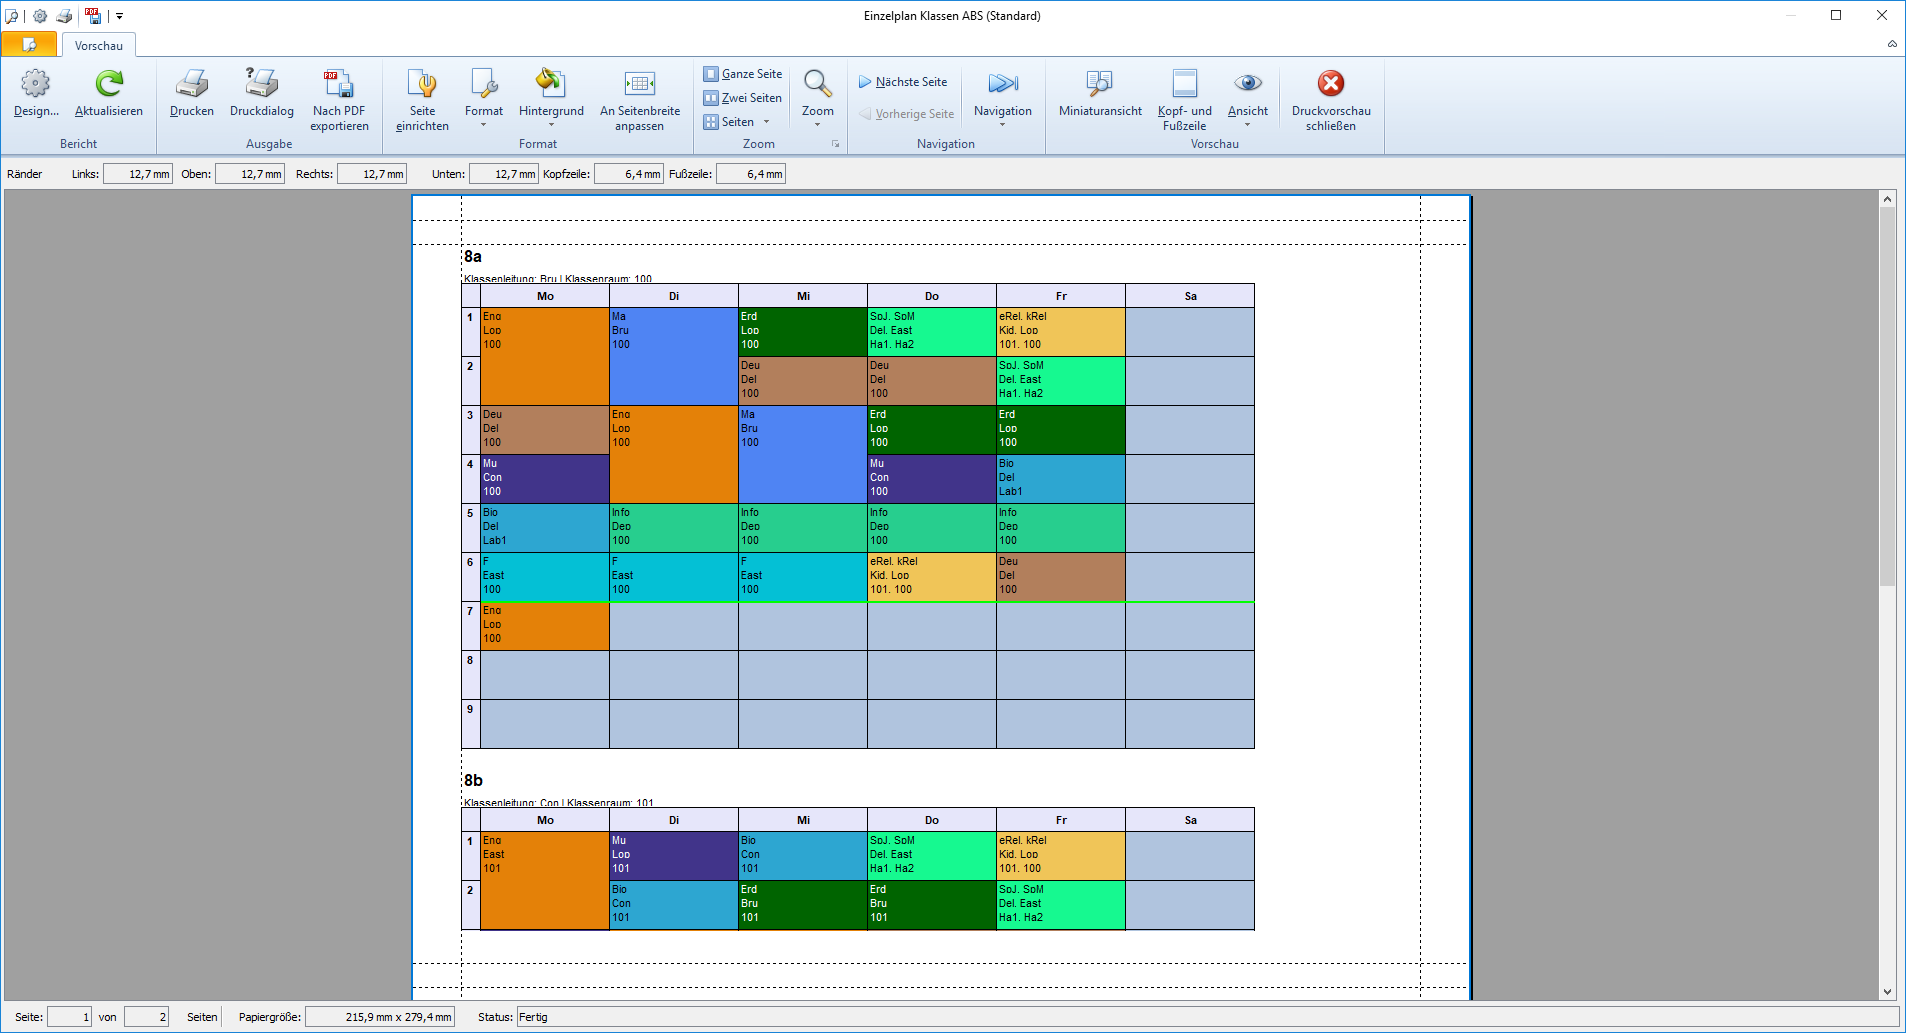 Einzelplan Klassen ABS (Standard)
Vorschau
Design... Aktualisieren
Bericht
Drucken Druckdialog Nach PDF exportieren
Ausgabe
Seite einrichten Format Hintergrund An Seitenbreite anpassen
Format
Ganze Seite
Zwei Seiten
Seiten
Zoom
Zoom
Nächste Seite
Vorherige Seite
Navigation
Navigation
Miniaturansicht Kopf- und Fußzeile Ansicht Druckvorschau schließen
Vorschau
Ränder Links: 12,7 mm Oben: 12,7 mm Rechts: 12,7 mm Unten: 12,7 mm Kopfzeile: 6,4 mm Fußzeile: 6,4 mm
8a
Klassenleitung: Bru | Klassenraum: 100
Mo Di Mi Do Fr Sa
1 Eng Ma Erd SpJ, SpM eRel, kRel
Lop Bru Lop Del, East Kid, Lop
100 100 100 Ha1, Ha2 101, 100
2 Deu Deu SpJ, SpM
Del Del Del, East
100 100 Ha1, Ha2
3 Deu Eng Ma Erd Erd
Del Lop Bru Lop Lop
100 100 100 100 100
4 Mu Mu Bio
Con Con Del
100 100 Lab1
5 Bio Info Info Info Info
Del Dep Dep Dep Dep
Lab1 100 100 100 100
6 F F F eRel, kRel Deu
East East East Kid, Lop Del
100 100 100 101, 100 100
7 Eng
Lop
100
8
9
8b
Klassenleitung: Con | Klassenraum: 101
Mo Di Mi Do Fr Sa
1 Eng Mu Bio SpJ, SpM eRel, kRel
East Lop Con Del, East Kid, Lop
101 101 101 Ha1, Ha2 101, 100
2 Bio Erd Erd SpJ, SpM
Con Bru Bru Del, East
101 101 101 Ha1, Ha2
Seite: 1 von 2 Seiten Papiergröße: 215,9 mm x 279,4 mm Status: Fertig